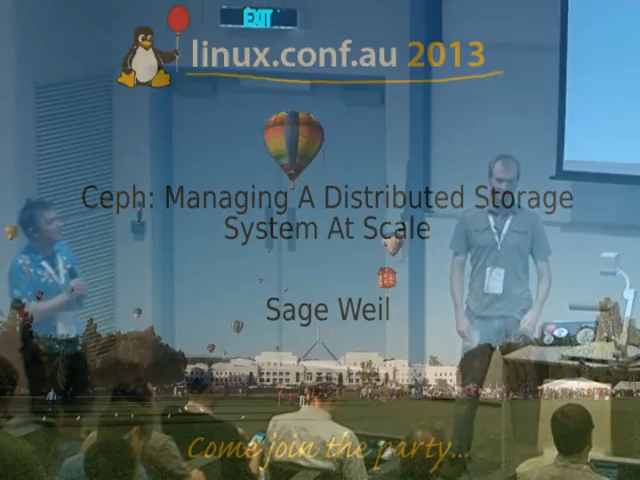 EXIT
linux.conf.au 2013
Ceph: Managing A Distributed Storage
System At Scale
Sage Weil
Come join the party...